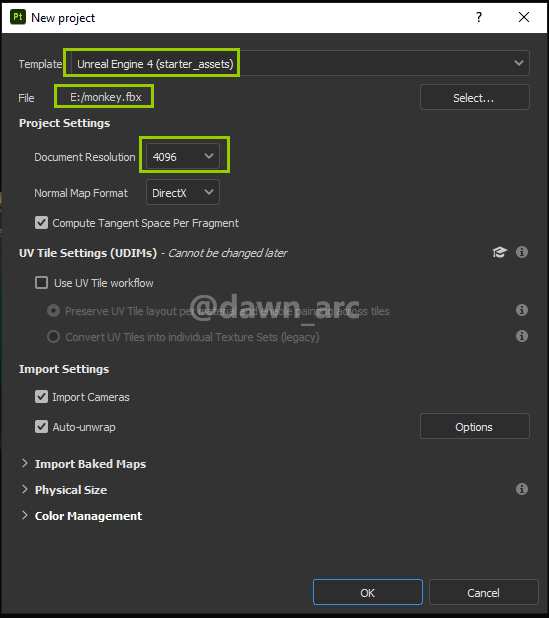 Pt New project
Template Unreal Engine 4 (starter_assets)
File E:/monkey.fbx Select...
Project Settings
Document Resolution 4096
Normal Map Format DirectX
Compute Tangent Space Per Fragment
UV Tile Settings (UDIMs) - Cannot be changed later
Use UV Tile workflow
@dawn_arc
Preserve UV Tile layout per material and enable painting across tiles
Convert UV Tiles into individual Texture Sets (legacy)
Import Settings
Import Cameras
Auto-unwrap Options
Import Baked Maps
Physical Size
Color Management
OK Cancel